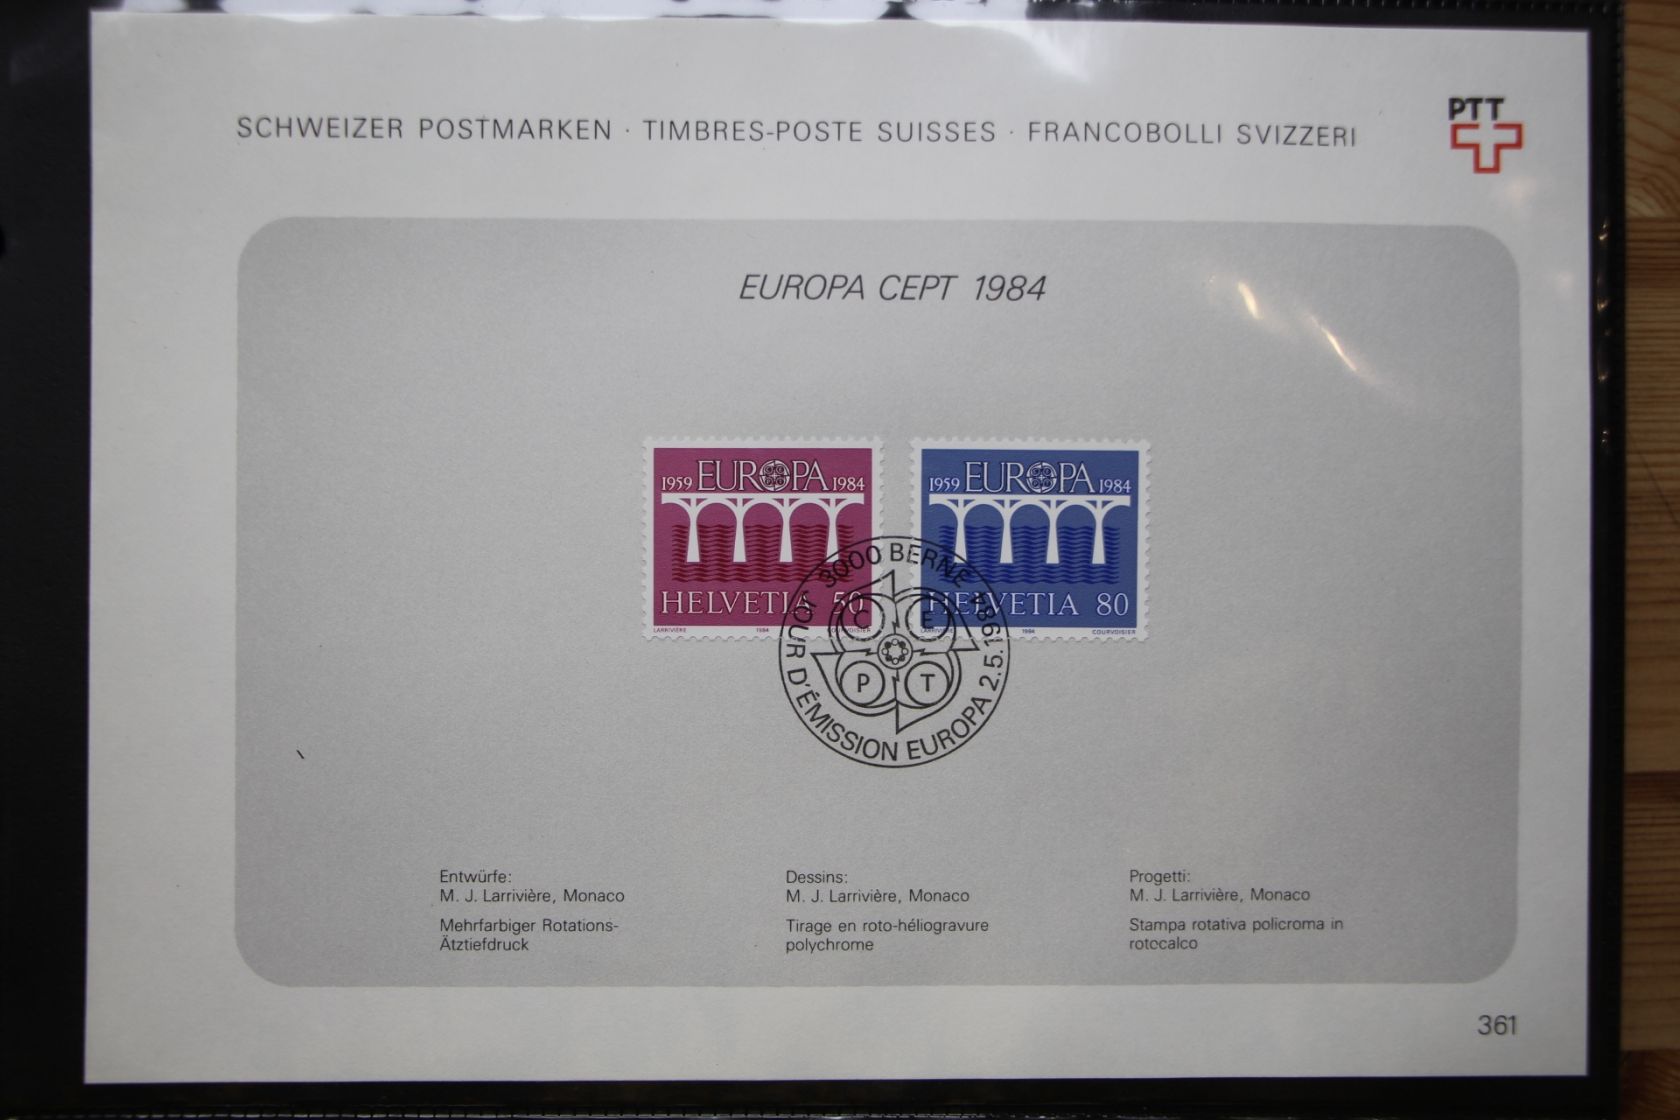 PTT
SCHWEIZER POSTMARKEN · TIMBRES-POSTE SUISSES · FRANCOBOLLI SVIZZERI
EUROPA CEPT 1984
1959 EUROPA 1984
HELVETIA 50
LARRIVIÈRE 1984 COURVOISIER
1959 EUROPA 1984
HELVETIA 80
LARRIVIÈRE 1984 COURVOISIER
3000 BERNE
JOUR D'ÉMISSION EUROPA 2.5.1984
C E
P T
Entwürfe:
M. J. Larrivière, Monaco
Mehrfarbiger Rotations-
Ätztiefdruck
Dessins:
M. J. Larrivière, Monaco
Tirage en roto-héliogravure
polychrome
Progetti:
M. J. Larrivière, Monaco
Stampa rotativa policroma in
rotocalco
361